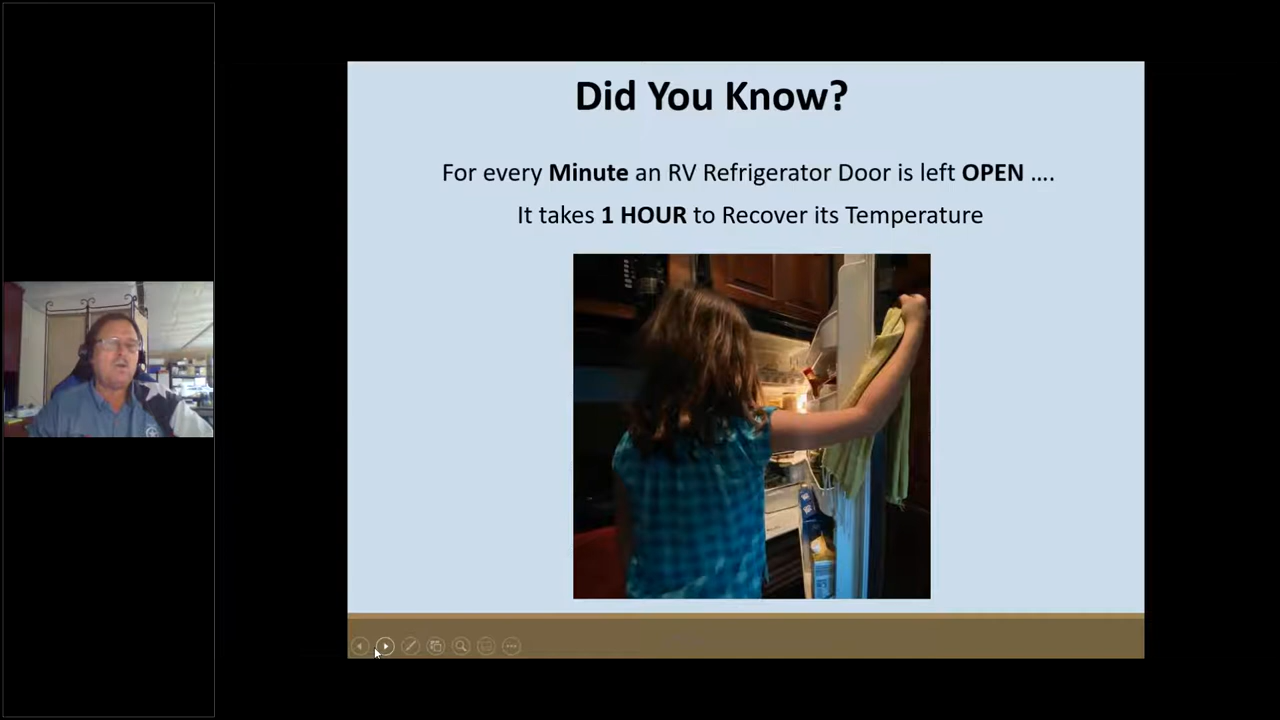 Did You Know?
For every Minute an RV Refrigerator Door is left OPEN ....
It takes 1 HOUR to Recover its Temperature